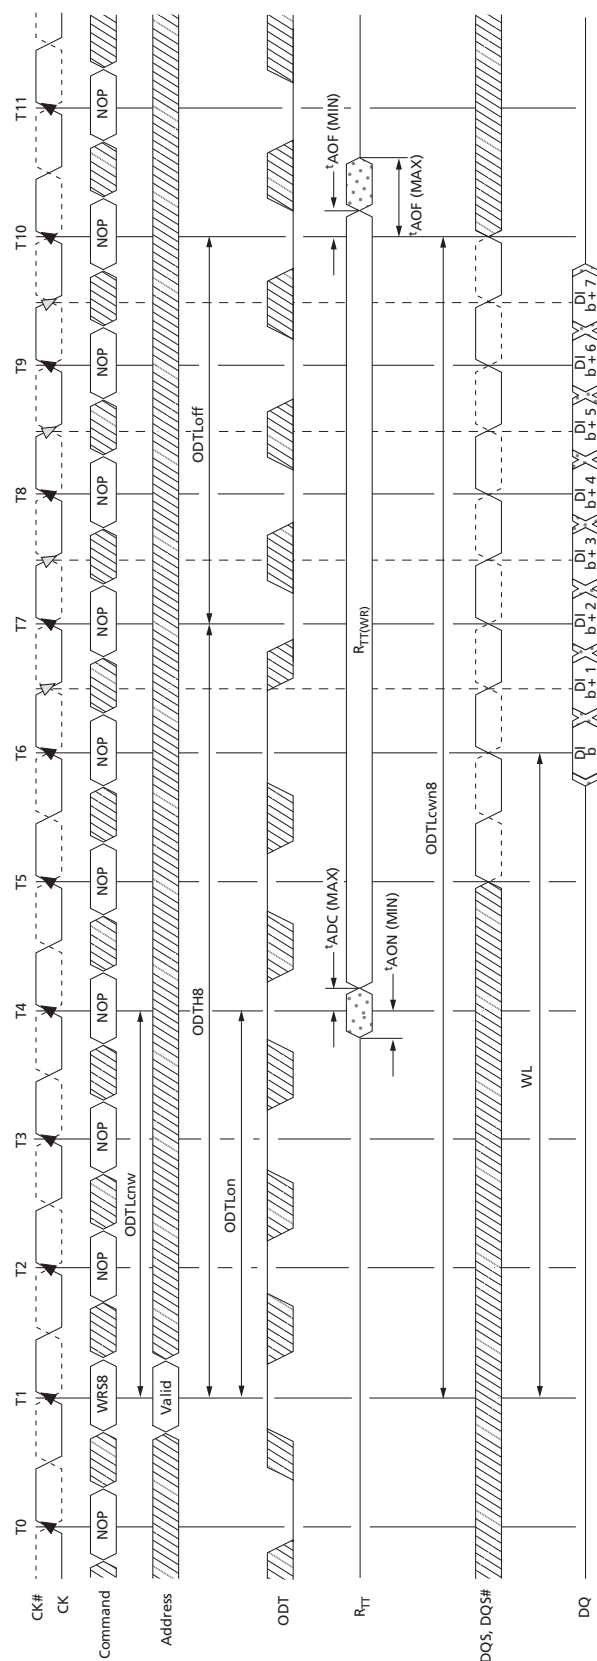 T0 T1 T2 T3 T4 T5 T6 T7 T8 T9 T10 T11
CK#
CK
Command NOP WRS8 NOP NOP NOP NOP NOP NOP NOP NOP NOP NOP
ODTLcnw
Address Valid
ODTH8 ODTLoff
ODTLon
ODT
tADC (MAX) tAOF (MIN)
RTT RTT(WR)
tAON (MIN) tAOF (MAX)
ODTLcwn8
DQS, DQS#
WL
DQ DI b DI b + 1 DI b + 2 DI b + 3 DI b + 4 DI b + 5 DI b + 6 DI b + 7